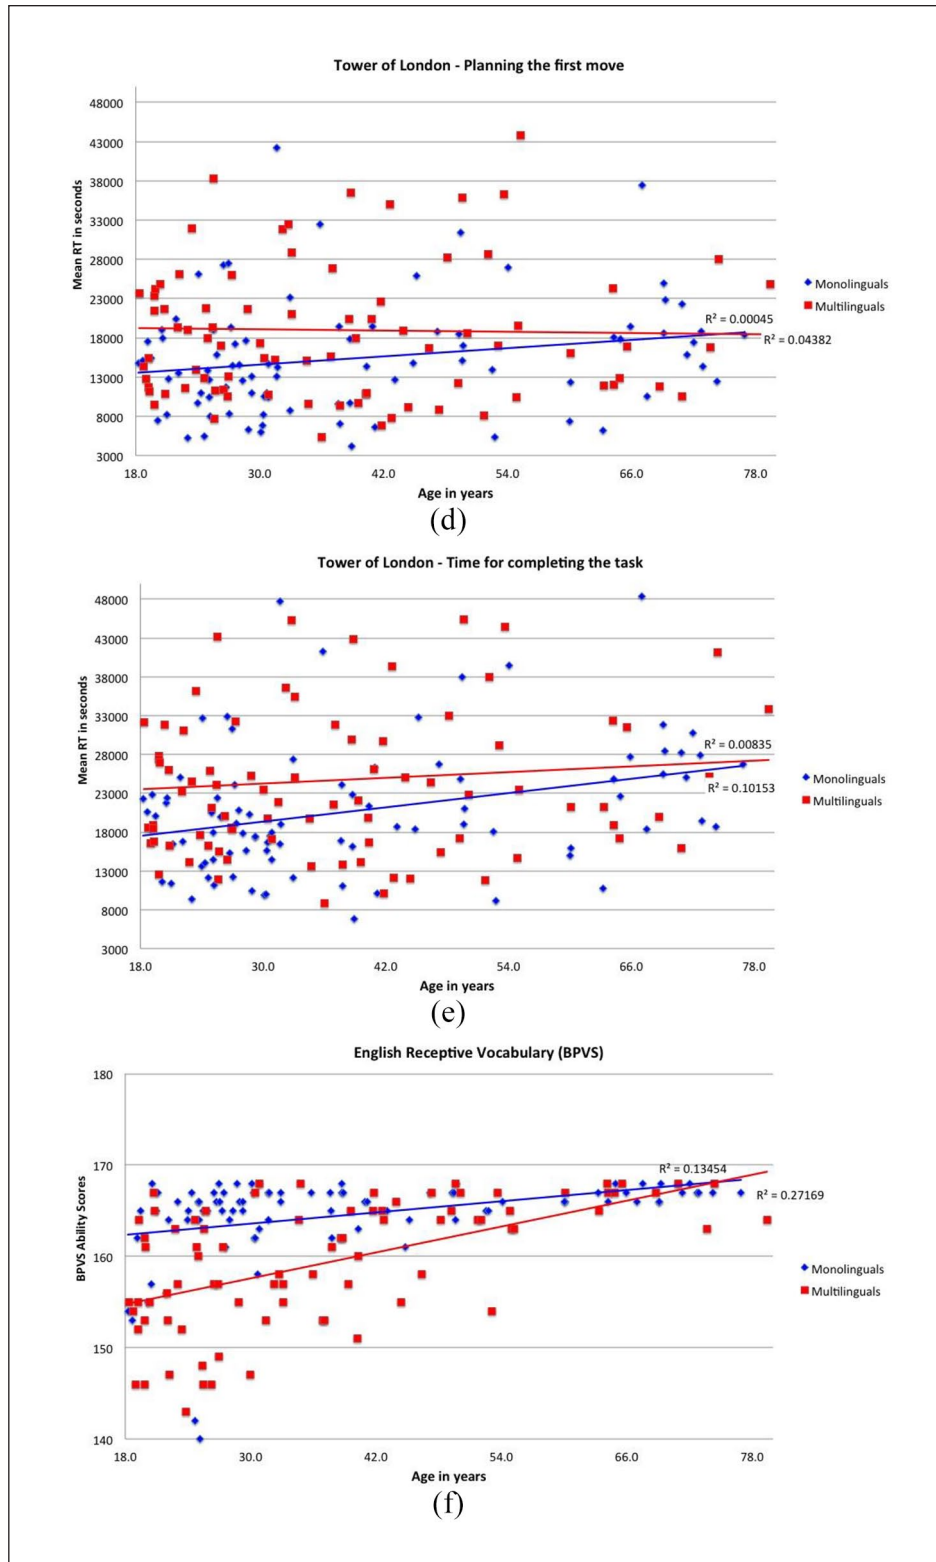 Tower of London - Planning the first move
48000
43000
38000
33000
28000
23000
18000
13000
8000
3000
Mean RT in seconds
18.0 30.0 42.0 54.0 66.0 78.0
Age in years
R² = 0.00045
R² = 0.04382
Monolinguals
Multilinguals
(d)
Tower of London - Time for completing the task
48000
43000
38000
33000
28000
23000
18000
13000
8000
3000
Mean RT in seconds
18.0 30.0 42.0 54.0 66.0 78.0
Age in years
R² = 0.00835
R² = 0.10153
Monolinguals
Multilinguals
(e)
English Receptive Vocabulary (BPVS)
180
170
160
150
140
BPVS Ability Scores
18.0 30.0 42.0 54.0 66.0 78.0
Age in years
R² = 0.13454
R² = 0.27169
Monolinguals
Multilinguals
(f)